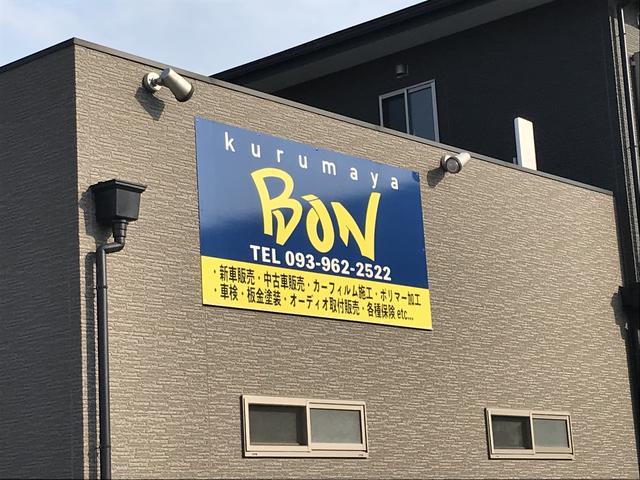 kurumaya
BON
TEL 093-962-2522
・新車販売・中古車販売・カーフィルム施工・ポリマー加工
・車検・板金塗装・オーディオ取付販売・各種保険 etc...